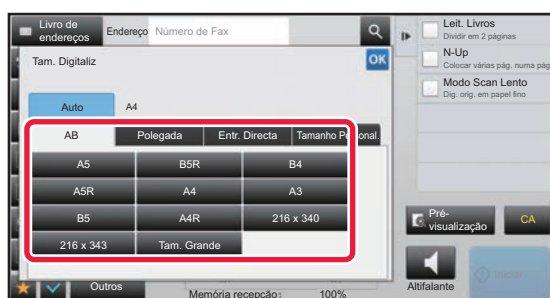 Livro de
endereços
Endereço
Número de Fax
Leit. Livros
Dividir em 2 páginas
N-Up
Colocar várias pág. numa pág
Modo Scan Lento
Dig. orig. em papel fino
Tam. Digitaliz
OK
Auto
A4
AB
Polegada
Entr. Directa
Tamanho
A5
B5R
B4
A5R
A4
A3
B5
A4R
216 x 340
216 x 343
Tam. Grande
Pré-
visualização
CA
Outros
Memória recepção:
100%
Altifalante
Iniciar